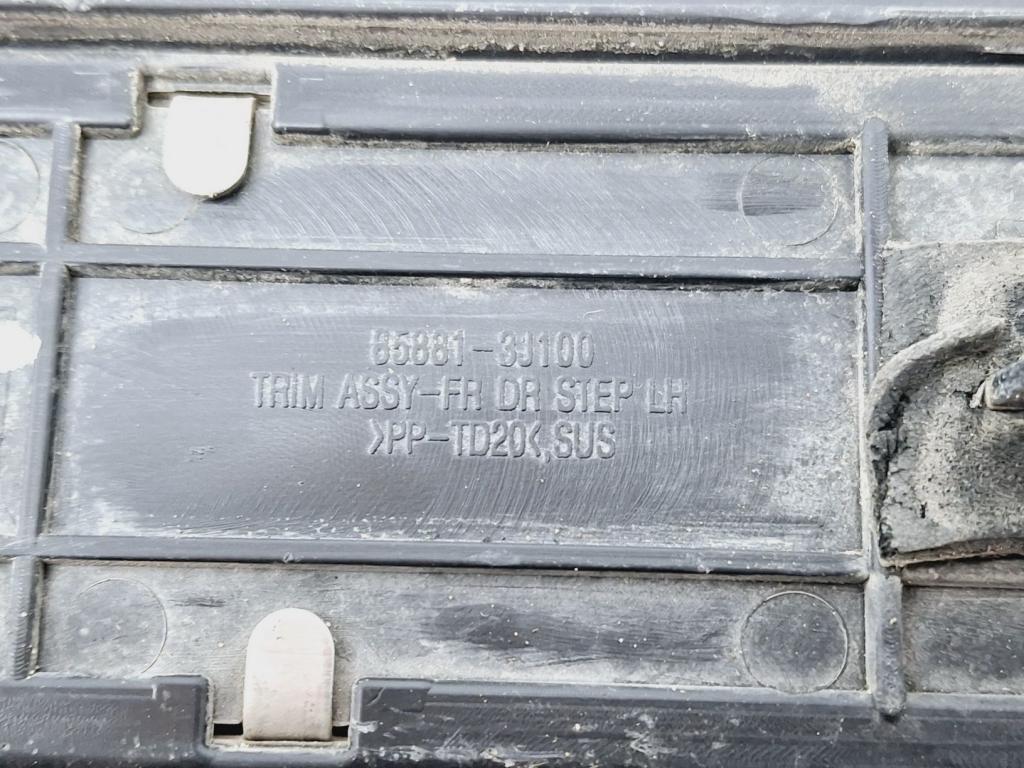 85881-3J100
TRIM ASSY-FR DR STEP LH
>PP-TD20<,SUS